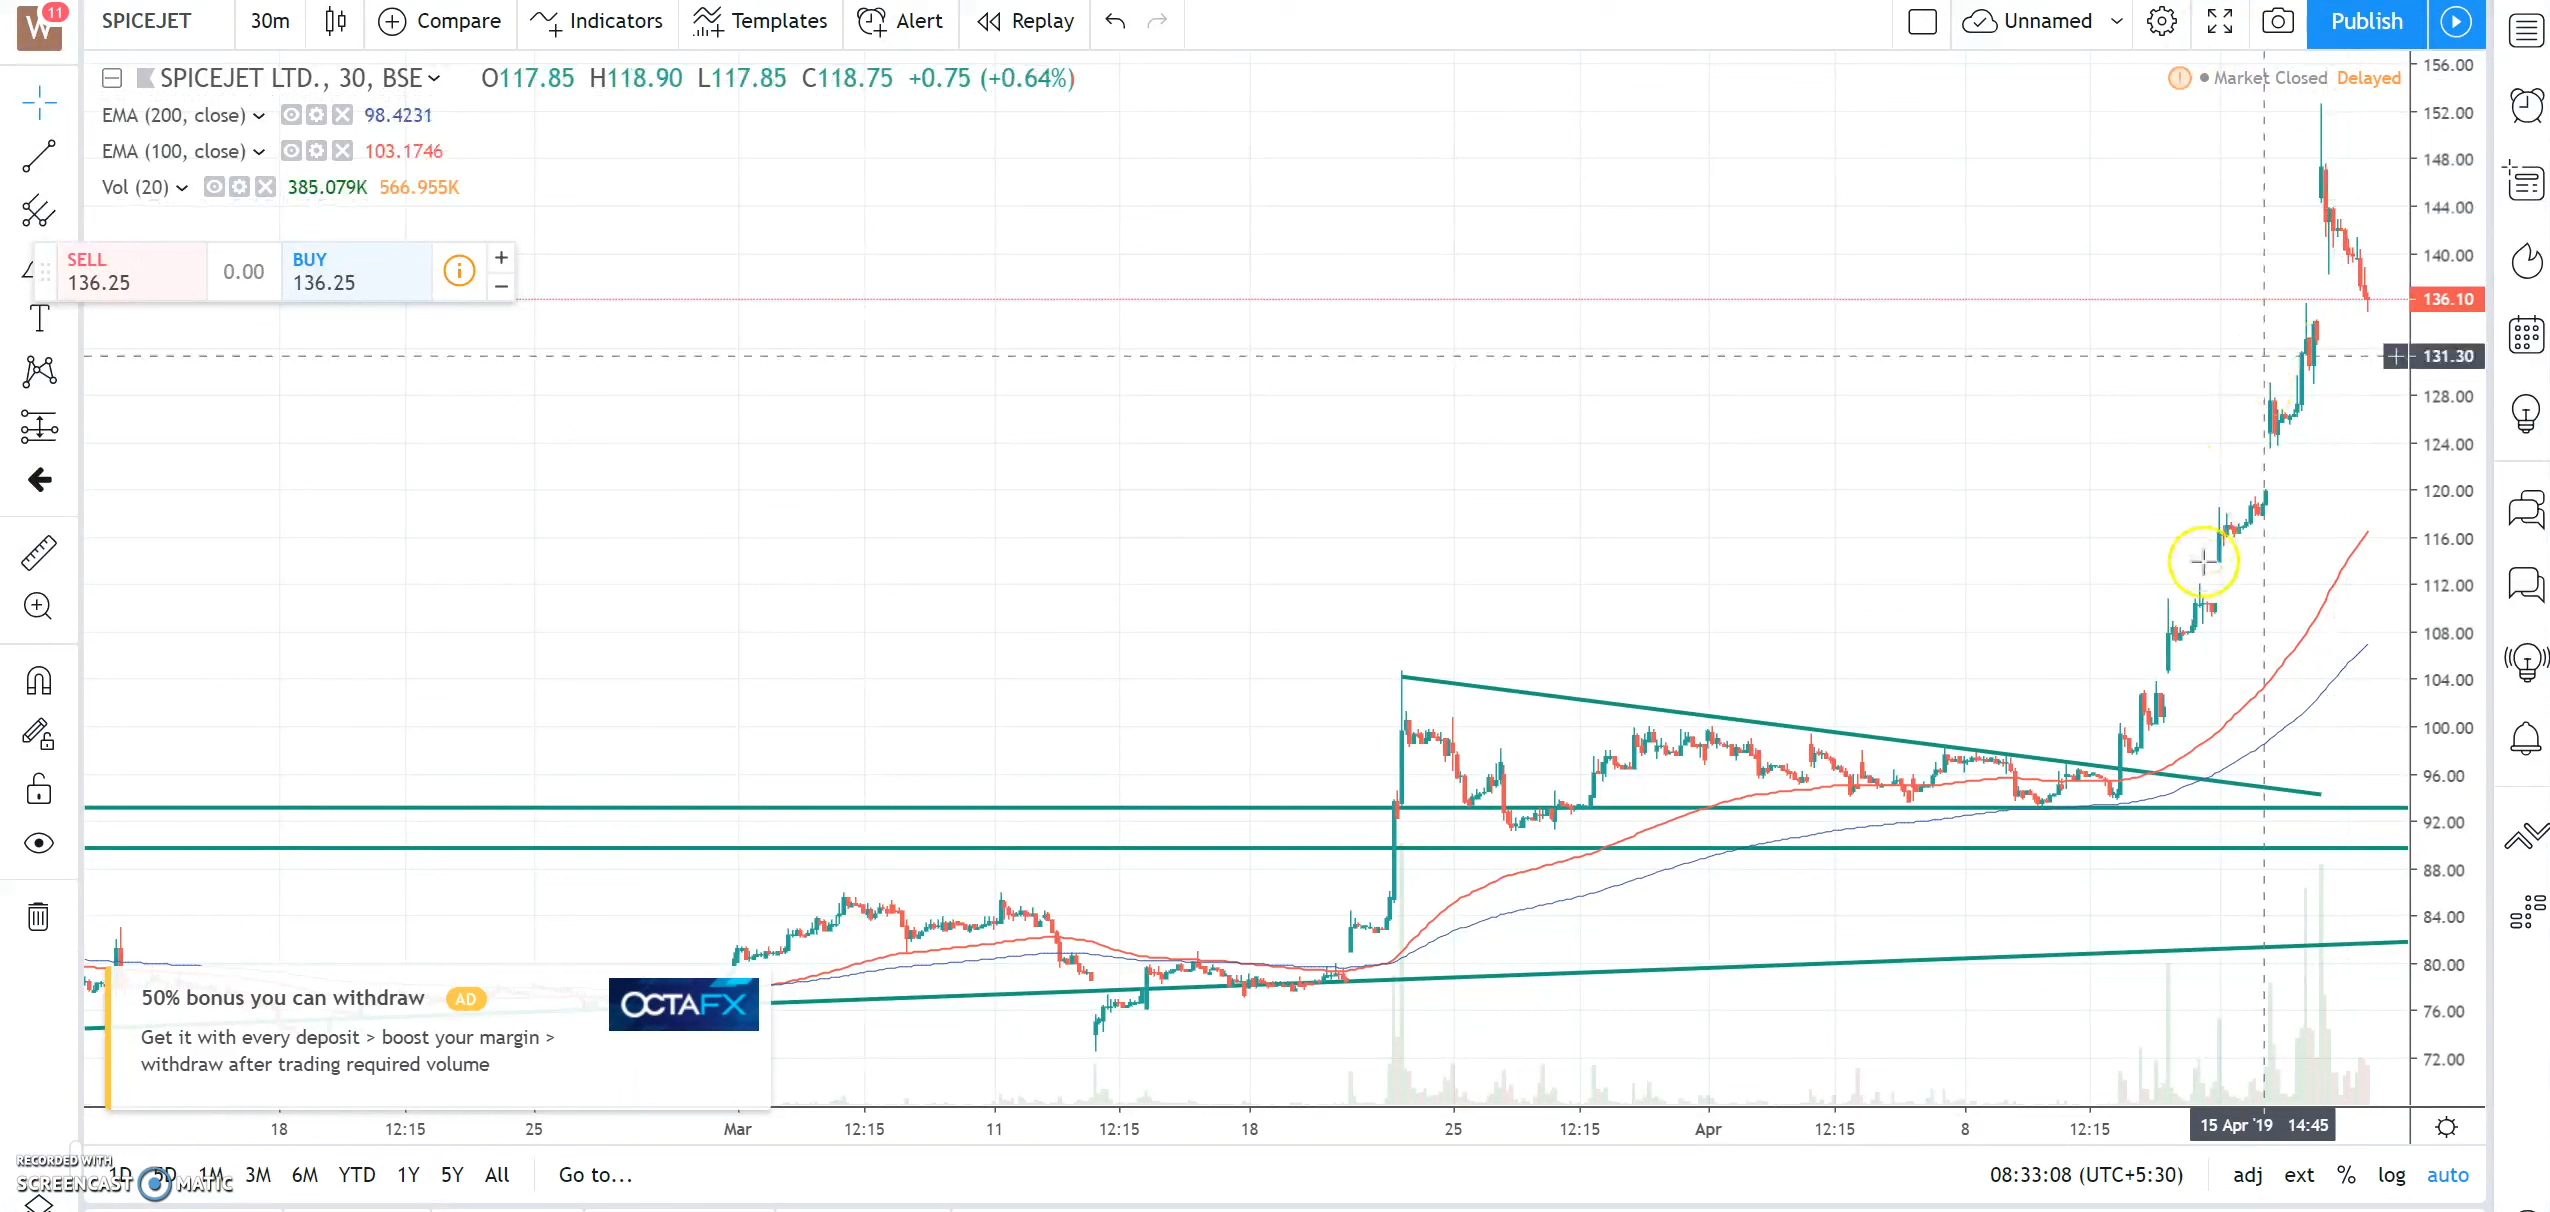 W 11
SPICEJET 30m Compare Indicators Templates Alert Replay Unnamed Publish
SPICEJET LTD., 30, BSE O117.85 H118.90 L117.85 C118.75 +0.75 (+0.64%)
! Market Closed Delayed
EMA (200, close) 98.4231
EMA (100, close) 103.1746
Vol (20) 385.079K 566.955K
SELL
136.25
0.00
BUY
136.25
+
−
156.00
152.00
148.00
144.00
140.00
136.10
131.30
128.00
124.00
120.00
116.00
112.00
108.00
104.00
100.00
96.00
92.00
88.00
84.00
80.00
76.00
72.00
50% bonus you can withdraw AD
Get it with every deposit > boost your margin >
withdraw after trading required volume
OCTAFX
18 12:15 25 Mar 12:15 11 12:15 18 25 12:15 Apr 12:15 8 12:15 15 Apr '19 14:45
1D 5D 1M 3M 6M YTD 1Y 5Y All Go to... 08:33:08 (UTC+5:30) adj ext % log auto
RECORDED WITH
SCREENCAST MATIC